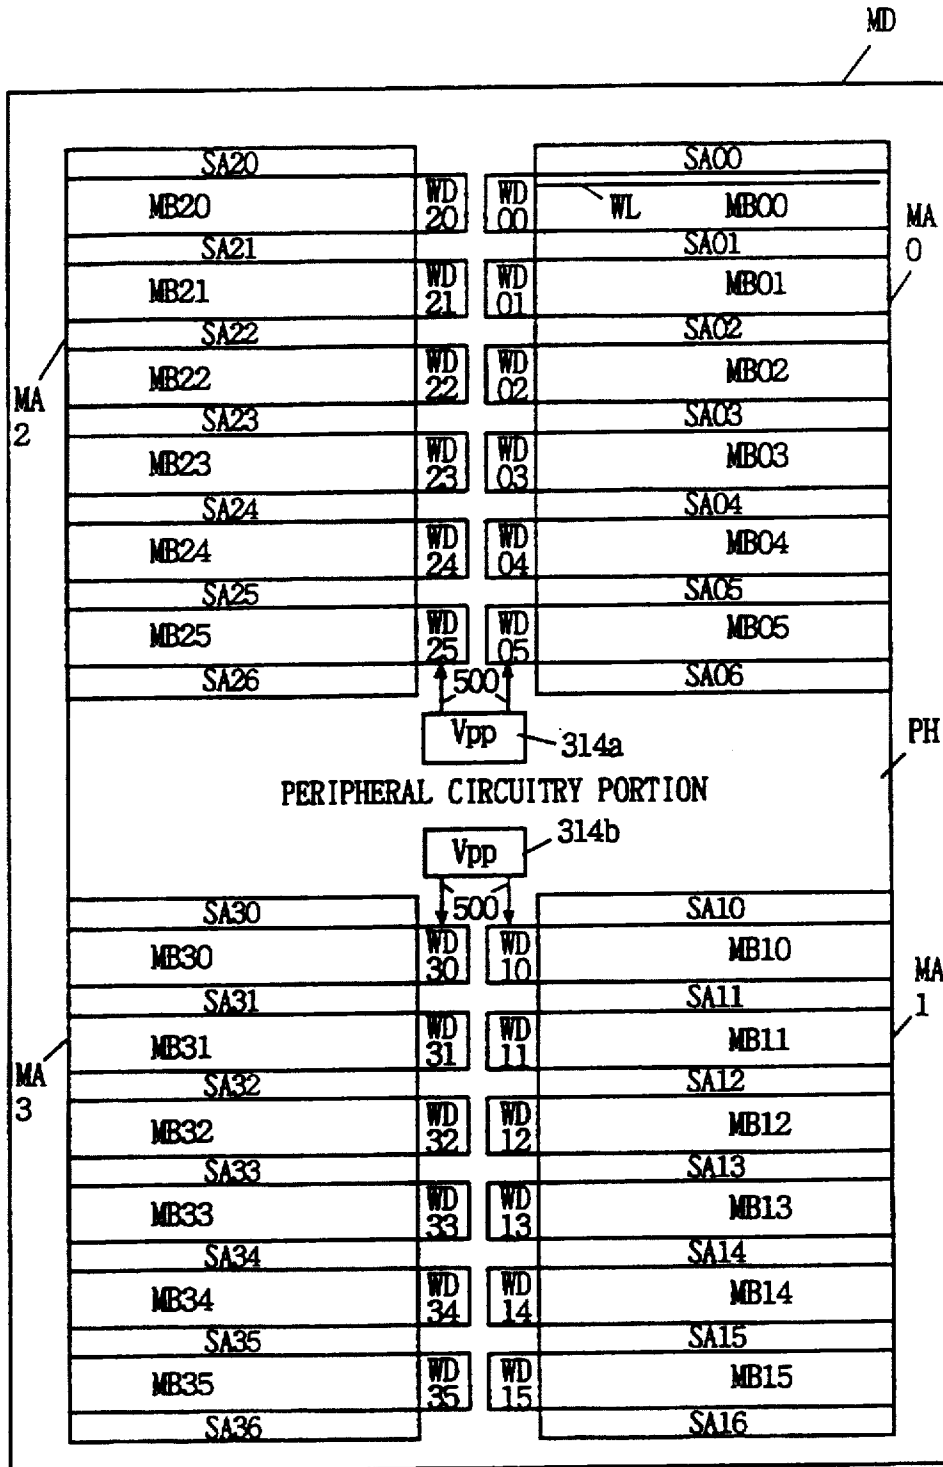 MD
SA20 SA00
MB20 WD 20 WD 00 WL MB00
MA 0
SA21 SA01
MB21 WD 21 WD 01 MB01
SA22 SA02
MB22 WD 22 WD 02 MB02
MA 2
SA23 SA03
MB23 WD 23 WD 03 MB03
SA24 SA04
MB24 WD 24 WD 04 MB04
SA25 SA05
MB25 WD 25 WD 05 MB05
SA26 500 SA06
Vpp 314a PH
PERIPHERAL CIRCUITRY PORTION
Vpp 314b
SA30 500 SA10
MB30 WD 30 WD 10 MB10
MA 1
SA31 SA11
MB31 WD 31 WD 11 MB11
MA 3
SA32 SA12
MB32 WD 32 WD 12 MB12
SA33 SA13
MB33 WD 33 WD 13 MB13
SA34 SA14
MB34 WD 34 WD 14 MB14
SA35 SA15
MB35 WD 35 WD 15 MB15
SA36 SA16